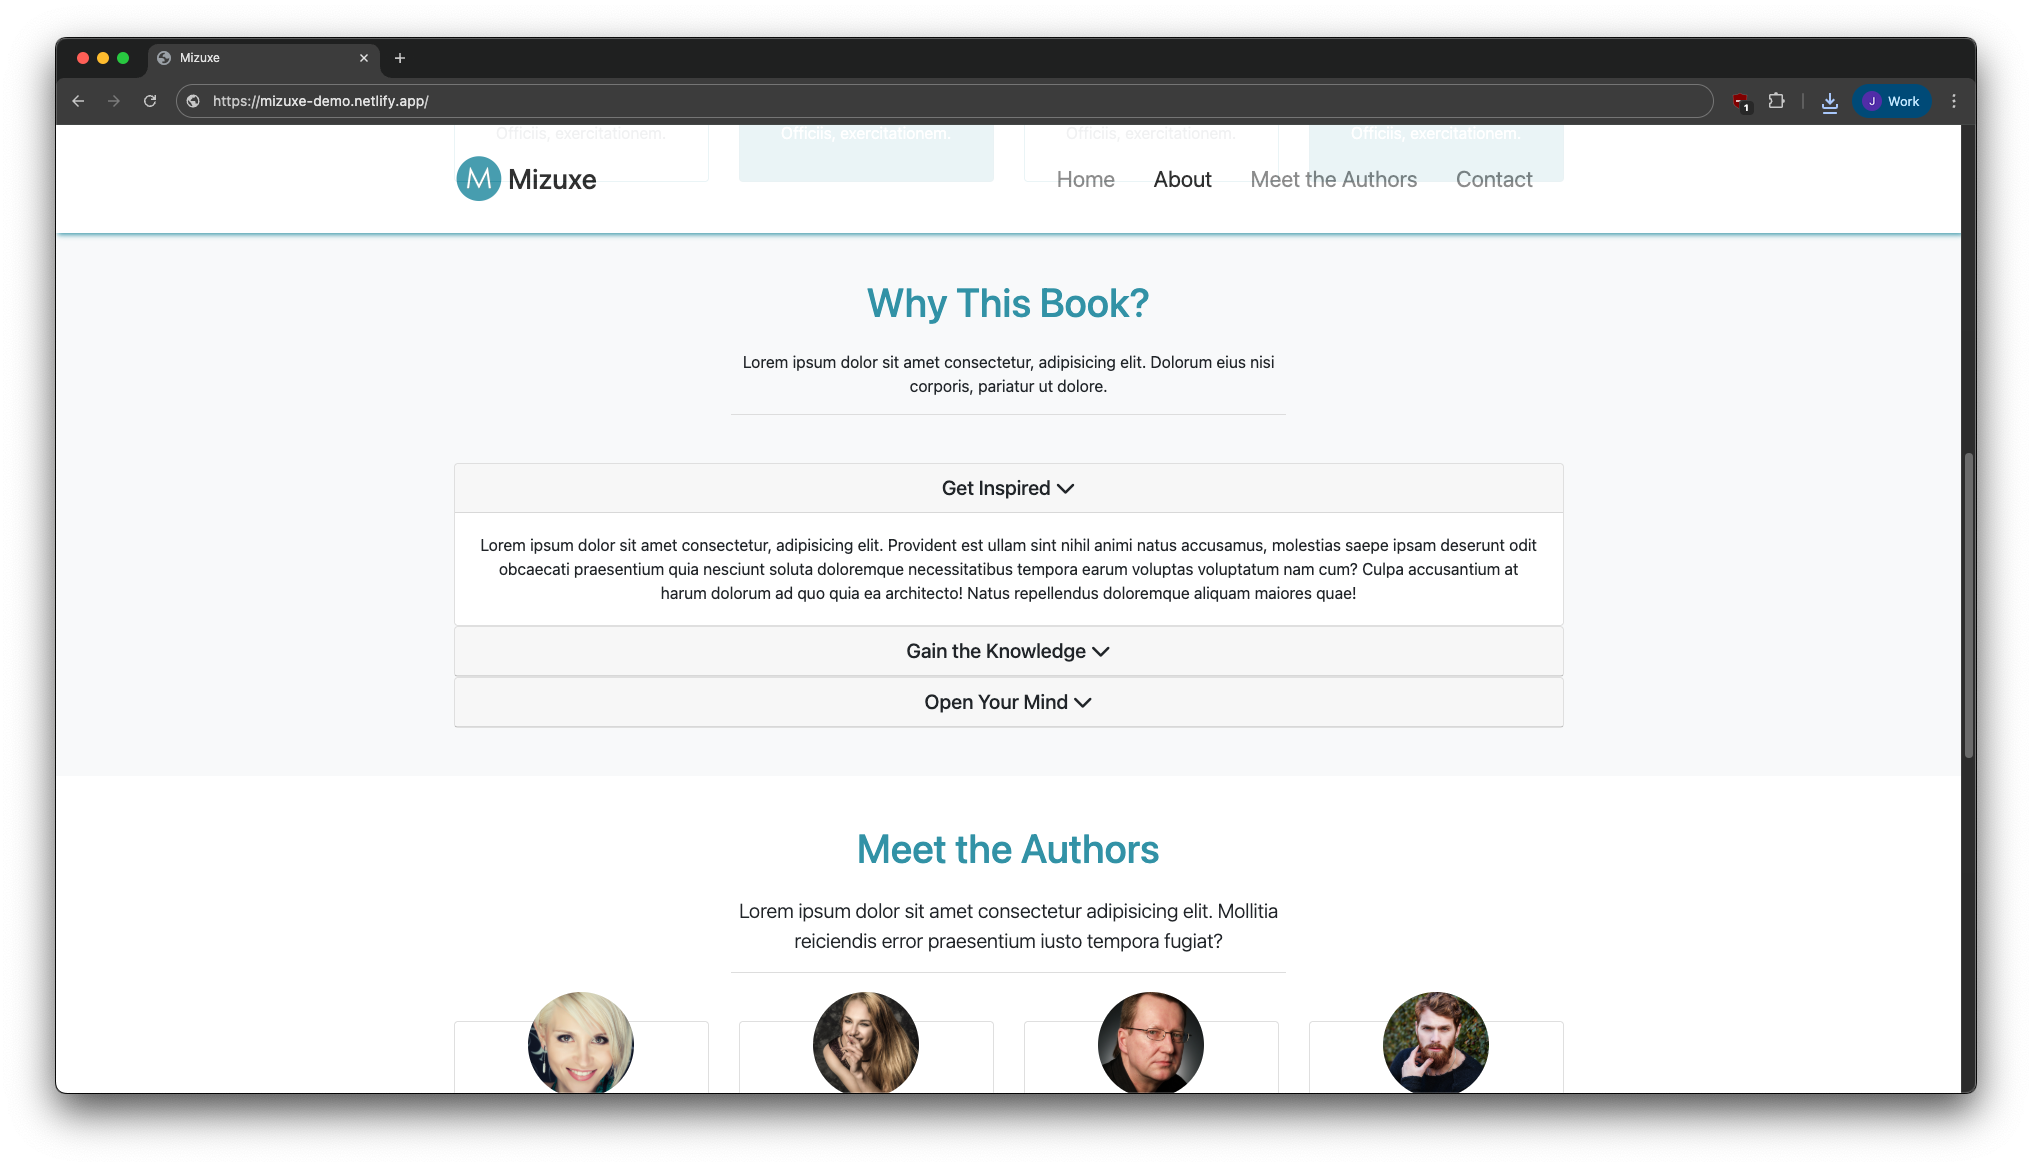 Mizuxe
https://mizuxe-demo.netlify.app/
1
J Work
Officiis, exercitationem. Officiis, exercitationem. Officiis, exercitationem. Officiis, exercitationem.
M Mizuxe Home About Meet the Authors Contact
Why This Book?
Lorem ipsum dolor sit amet consectetur, adipisicing elit. Dolorum eius nisi
corporis, pariatur ut dolore.
Get Inspired
Lorem ipsum dolor sit amet consectetur, adipisicing elit. Provident est ullam sint nihil animi natus accusamus, molestias saepe ipsam deserunt odit
obcaecati praesentium quia nesciunt soluta doloremque necessitatibus tempora earum voluptas voluptatum nam cum? Culpa accusantium at
harum dolorum ad quo quia ea architecto! Natus repellendus doloremque aliquam maiores quae!
Gain the Knowledge
Open Your Mind
Meet the Authors
Lorem ipsum dolor sit amet consectetur adipisicing elit. Mollitia
reiciendis error praesentium iusto tempora fugiat?